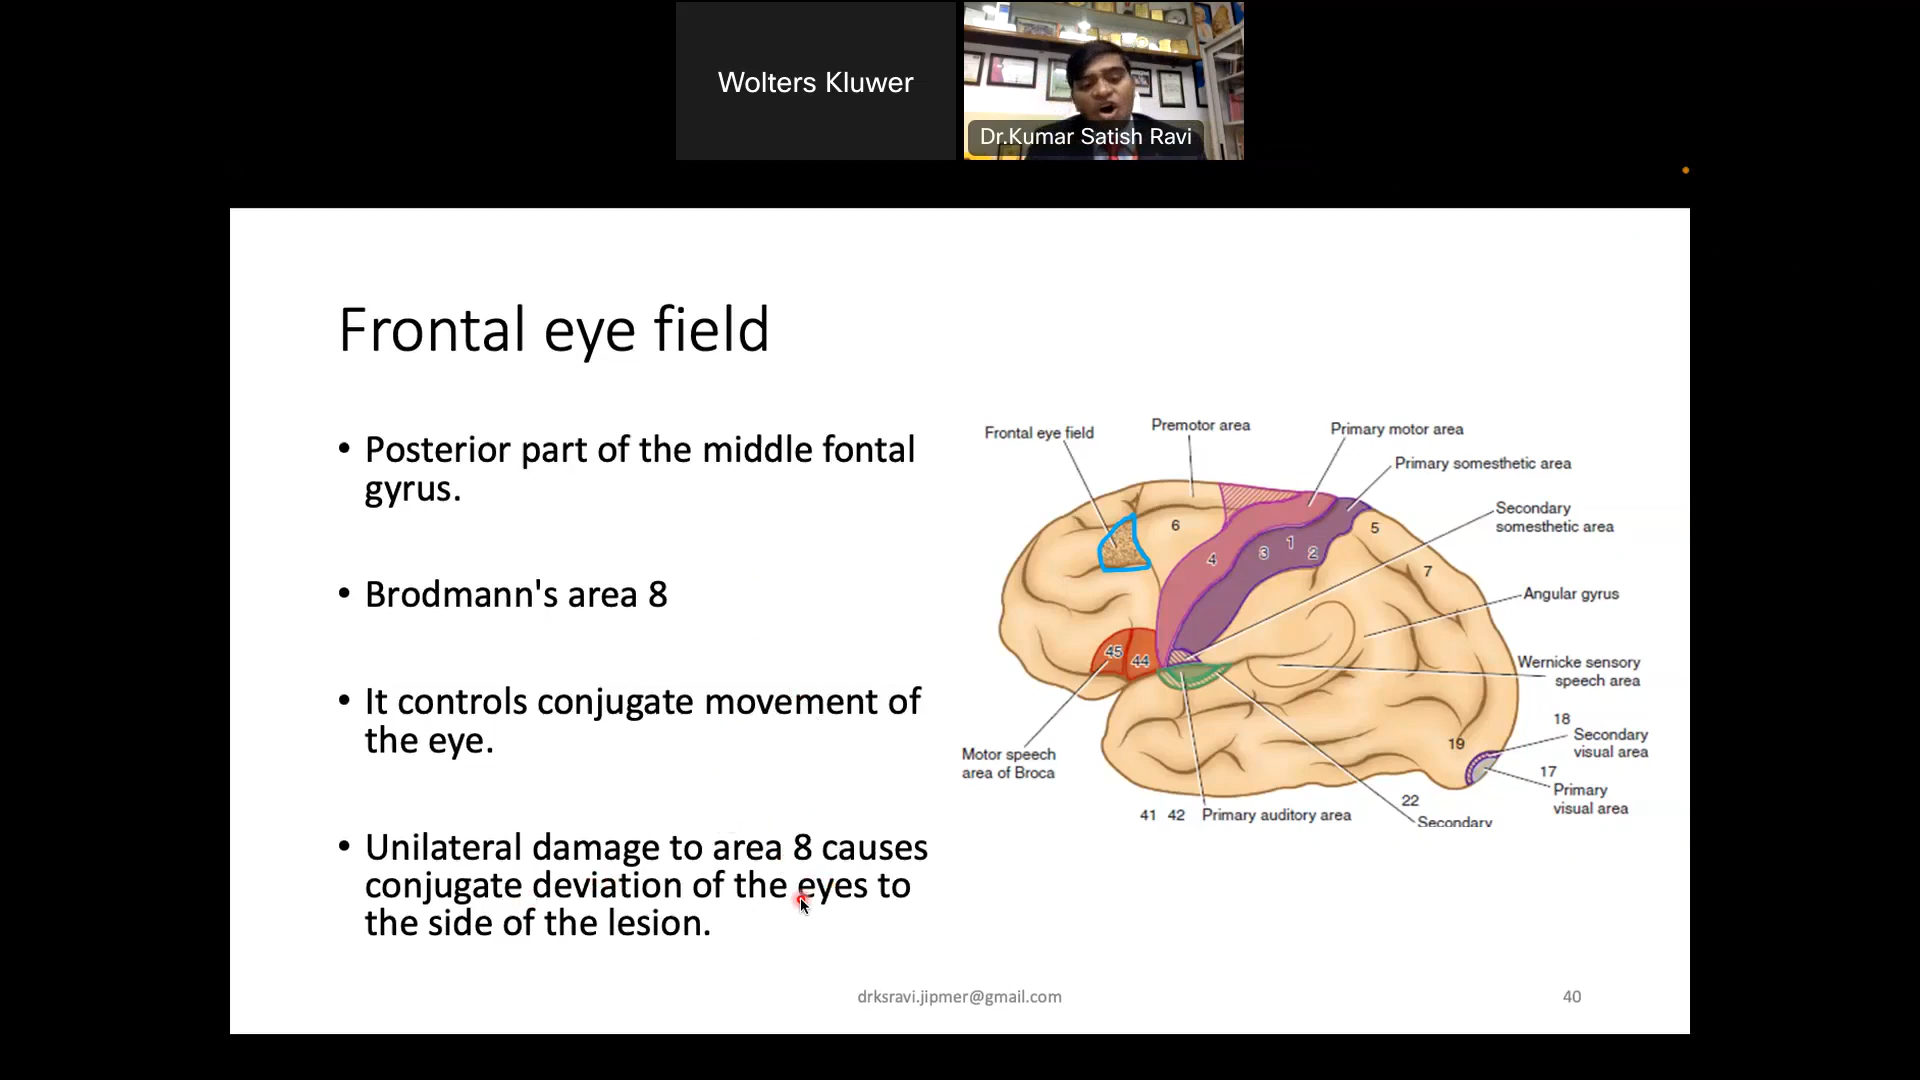 Wolters Kluwer
Dr.Kumar Satish Ravi
Frontal eye field
• Posterior part of the middle fontal
gyrus.
• Brodmann's area 8
• It controls conjugate movement of
the eye.
• Unilateral damage to area 8 causes
conjugate deviation of the eyes to
the side of the lesion.
Frontal eye field
Premotor area
Primary motor area
Primary somesthetic area
Secondary
somesthetic area
6
5
4
3
1
2
7
Angular gyrus
45
44
Wernicke sensory
speech area
18
Secondary
visual area
19
17
Primary
visual area
Motor speech
area of Broca
41 42 Primary auditory area
22
Secondary
drksravi.jipmer@gmail.com
40